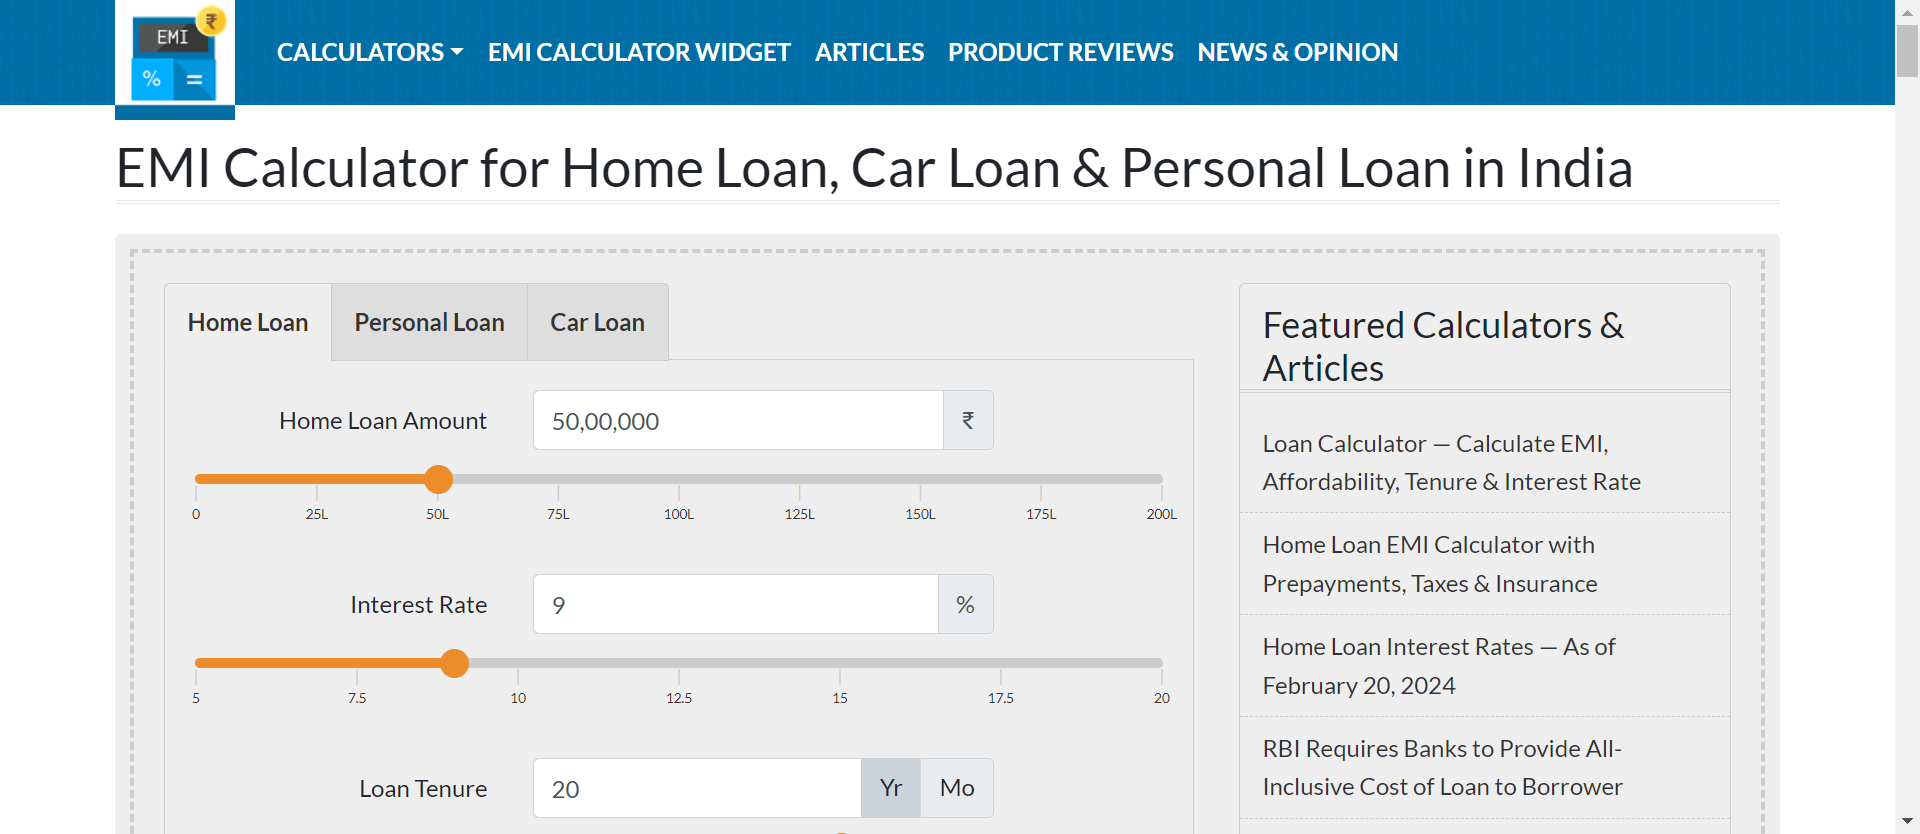 EMI
₹
%
=
CALCULATORS EMI CALCULATOR WIDGET ARTICLES PRODUCT REVIEWS NEWS & OPINION
EMI Calculator for Home Loan, Car Loan & Personal Loan in India
Home Loan Personal Loan Car Loan
Home Loan Amount 50,00,000 ₹
0 25L 50L 75L 100L 125L 150L 175L 200L
Interest Rate 9 %
5 7.5 10 12.5 15 17.5 20
Loan Tenure 20 Yr Mo
Featured Calculators &
Articles
Loan Calculator — Calculate EMI,
Affordability, Tenure & Interest Rate
Home Loan EMI Calculator with
Prepayments, Taxes & Insurance
Home Loan Interest Rates — As of
February 20, 2024
RBI Requires Banks to Provide All-
Inclusive Cost of Loan to Borrower